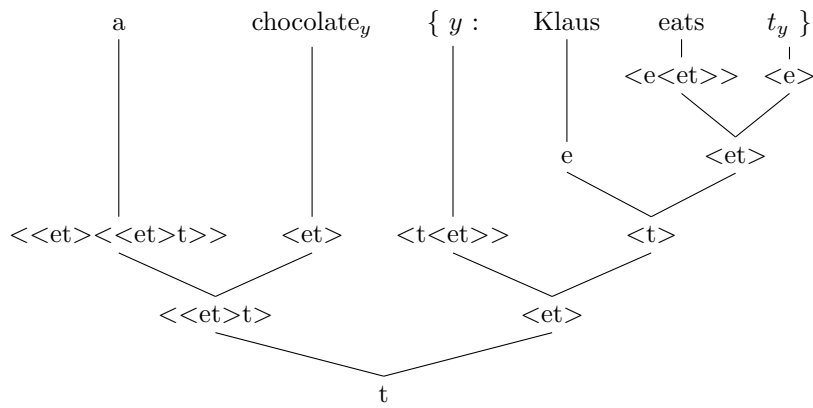 a chocolate_y { y : Klaus eats t_y }
<e<et>> <e>
e <et>
<<et><<et>t>> <et> <t<et>> <t>
<<et>t> <et>
t